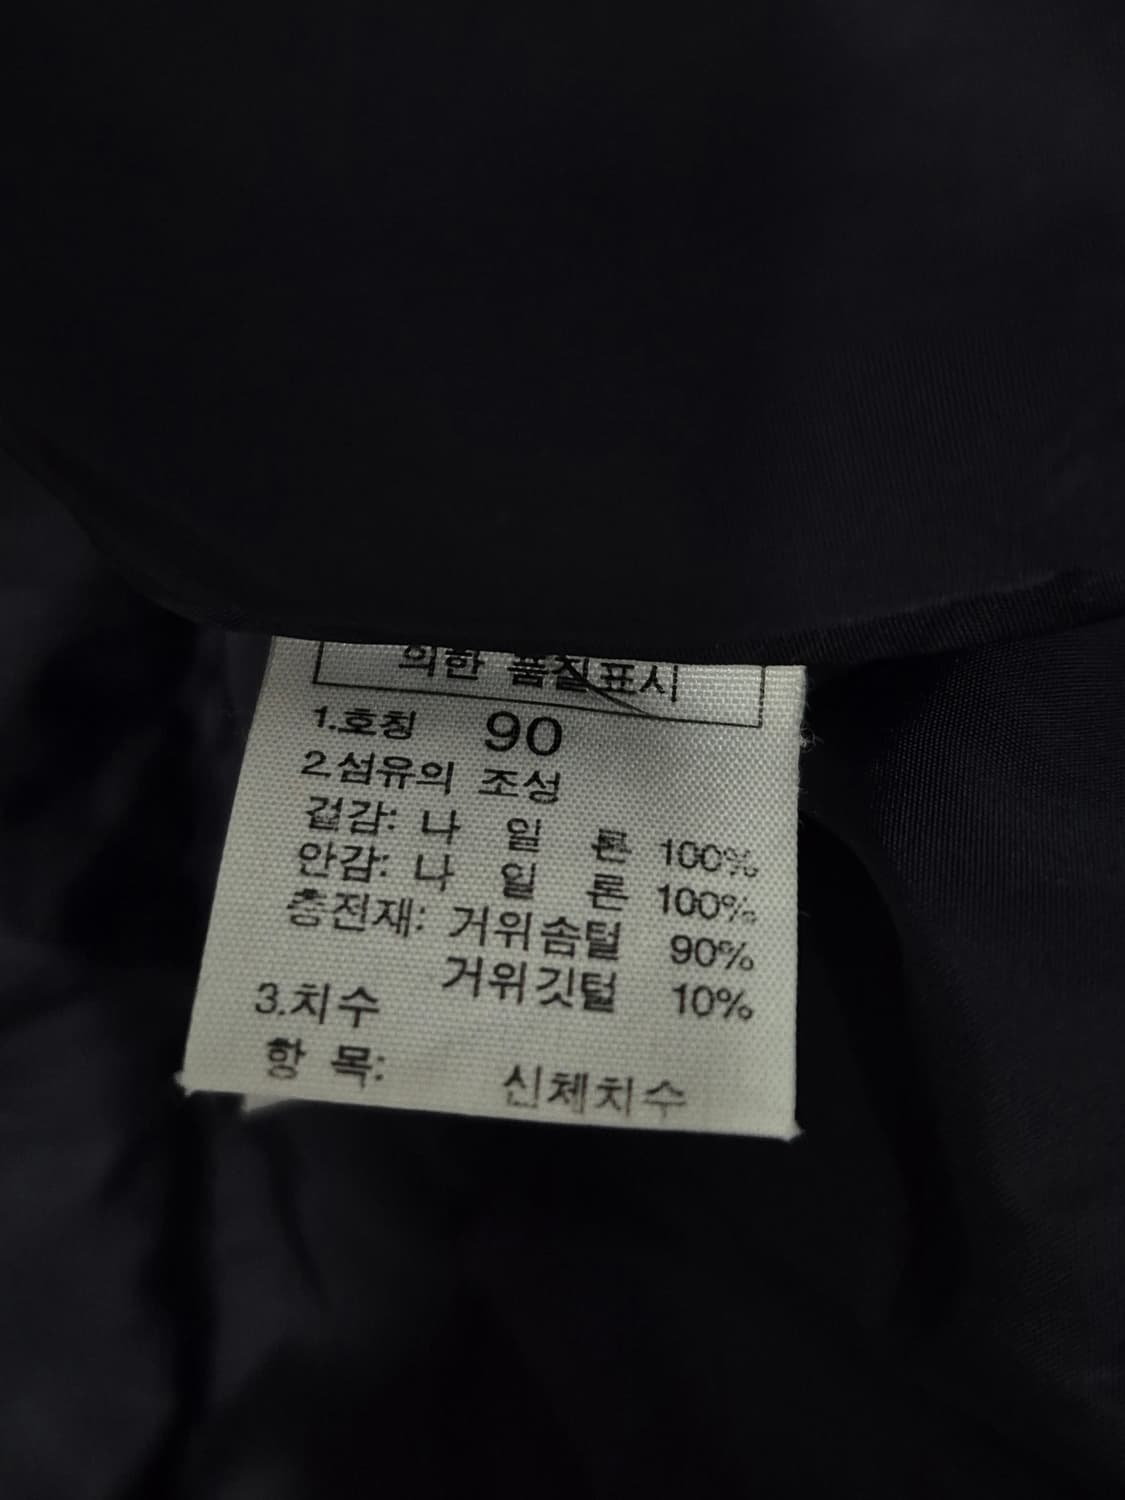 의한 품질표시
1.호칭 90
2.섬유의 조성
겉감: 나 일 론 100%
안감: 나 일 론 100%
충전재: 거위솜털 90%
거위깃털 10%
3.치수
항 목: 신체치수